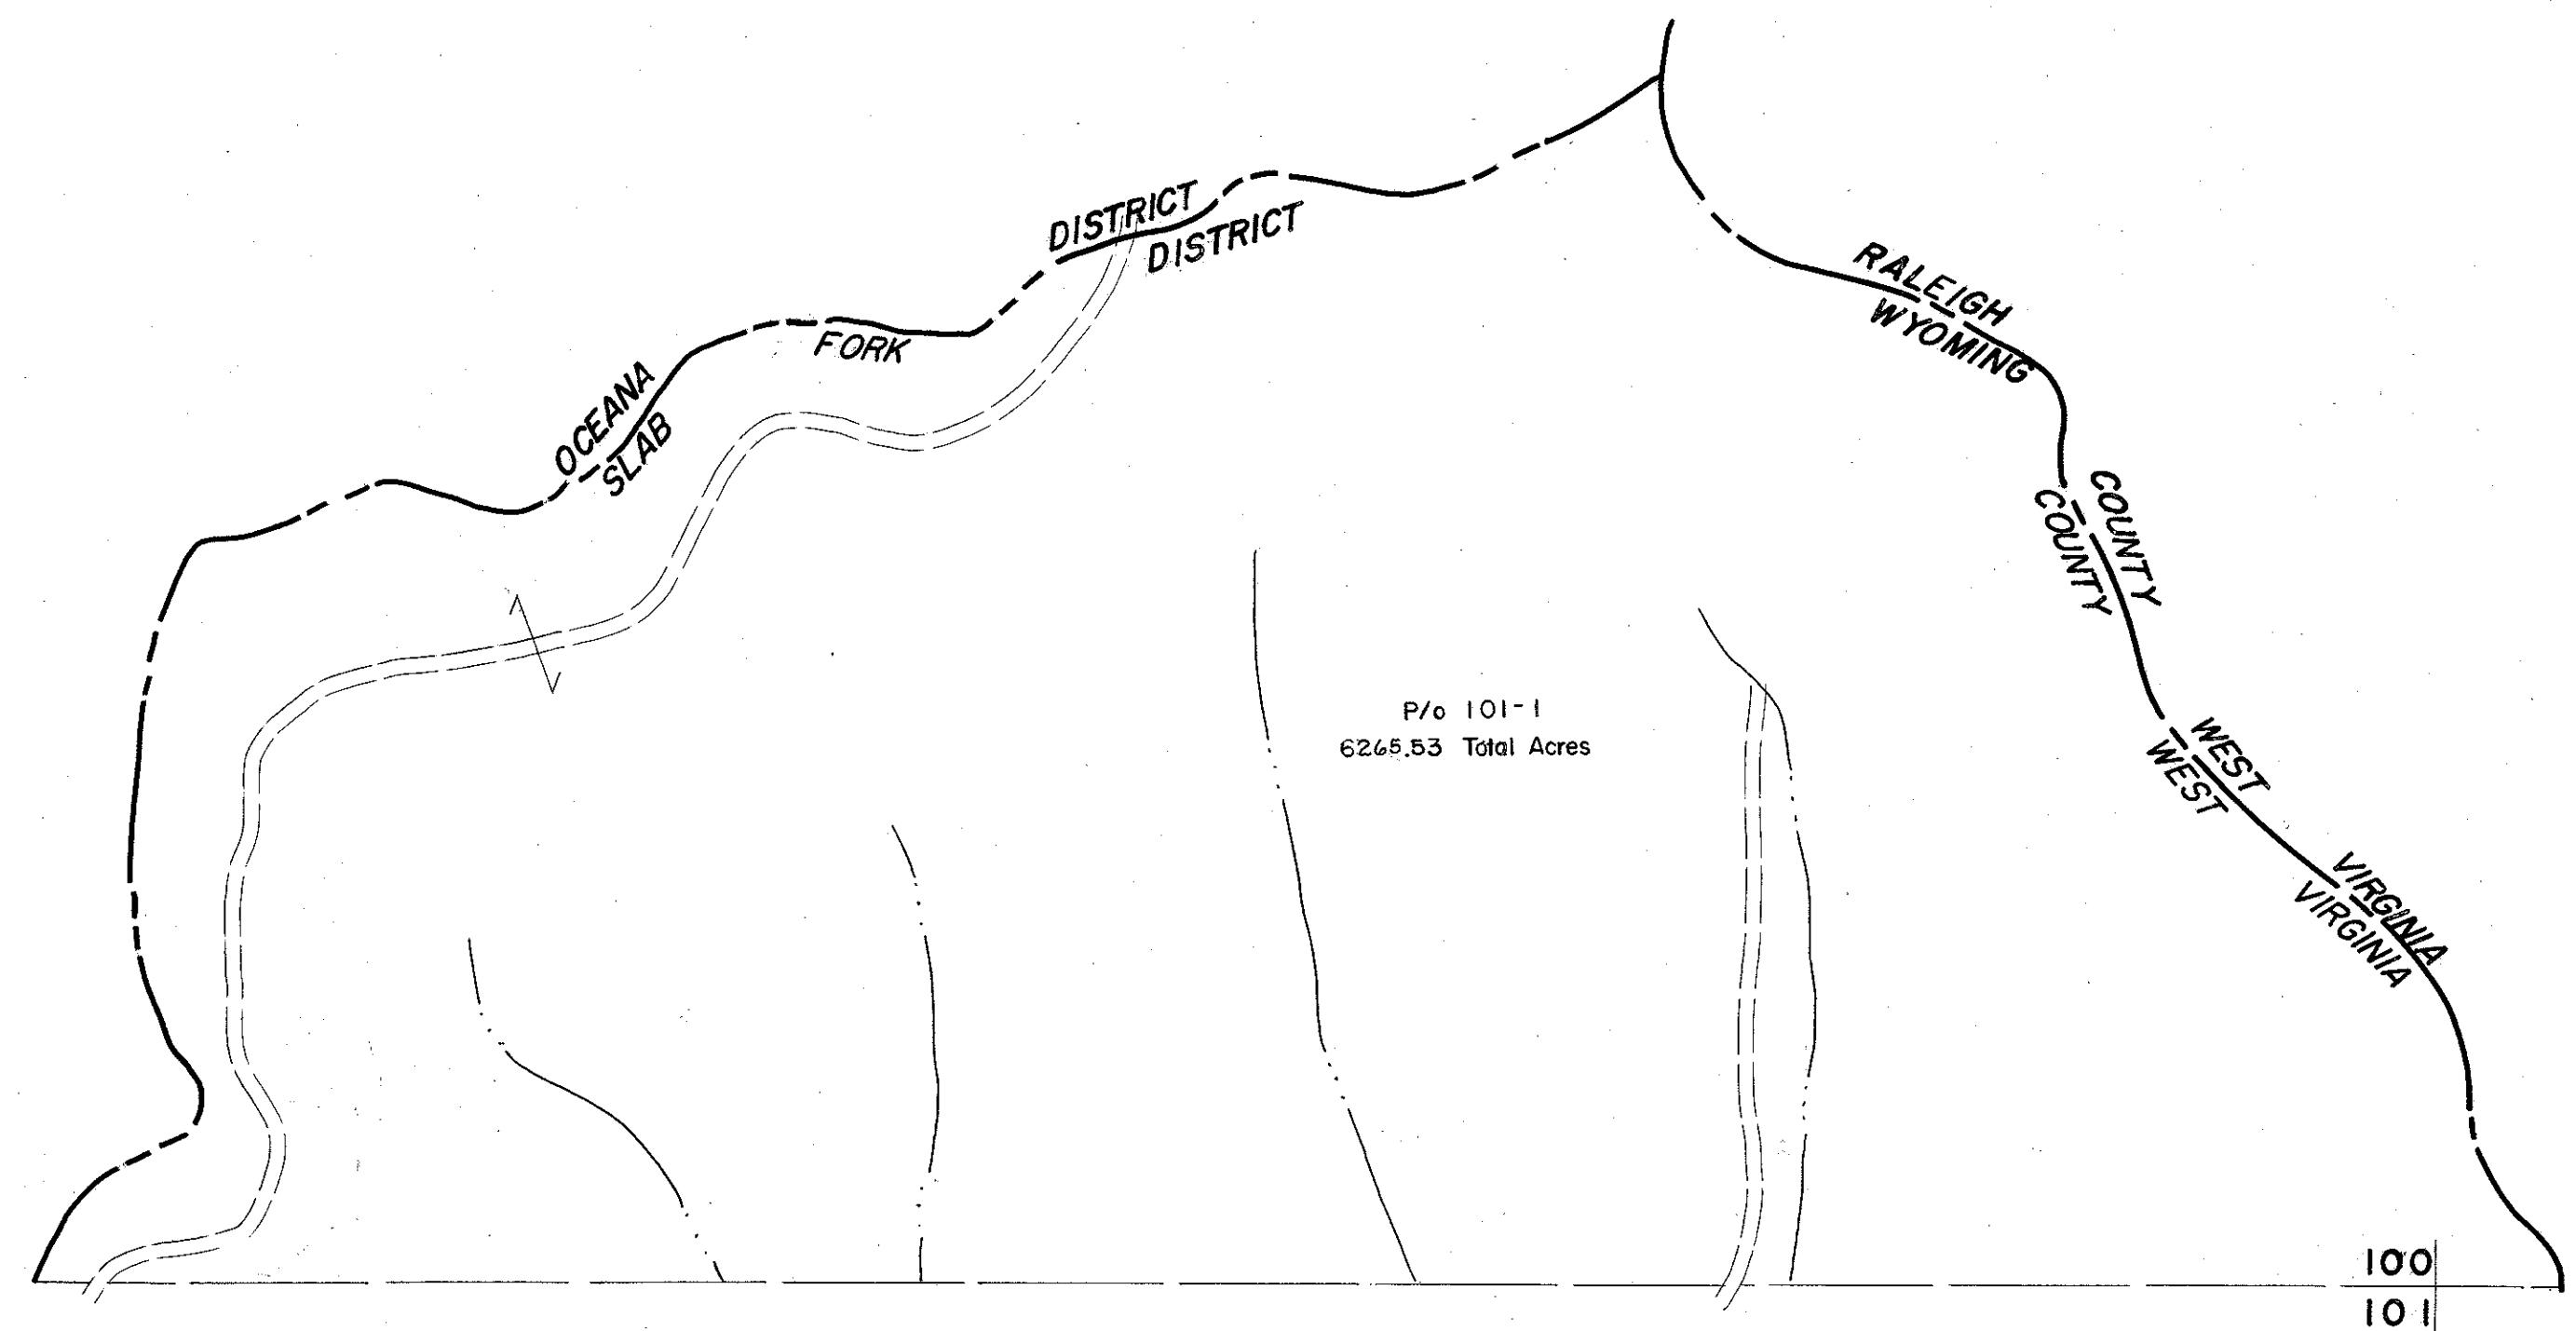 OCEANA DISTRICT
SLAB FORK DISTRICT
RALEIGH COUNTY WEST VIRGINIA
WYOMING COUNTY WEST VIRGINIA
P/o 101-1
6265.53 Total Acres
100
101